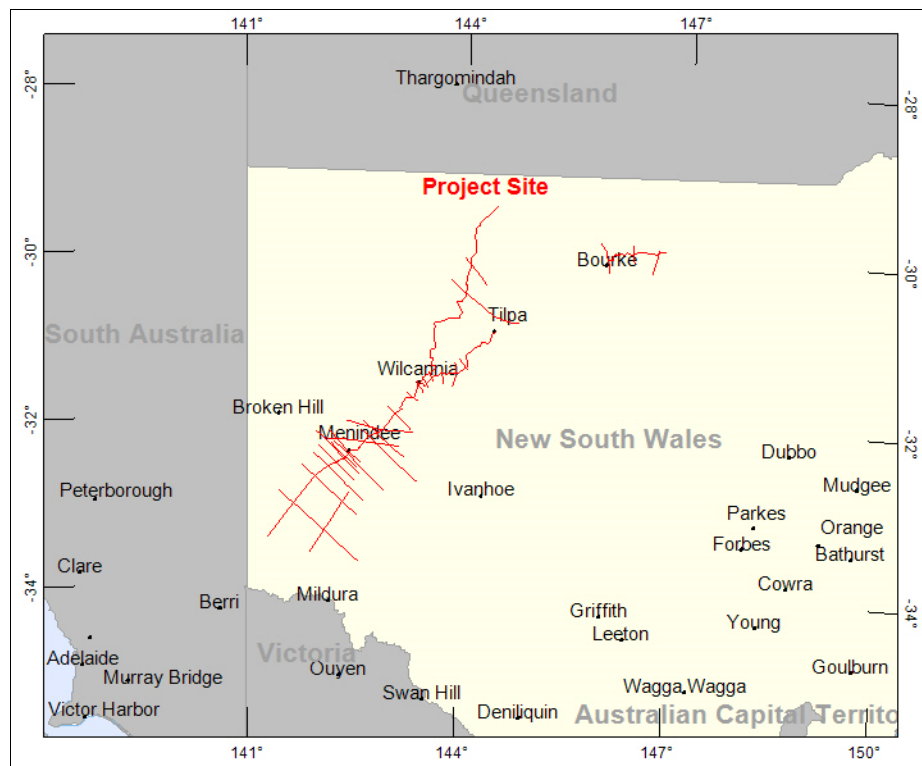 141°
144°
147°
-28°
Thargomindah
Queensland
-28°
Project Site
-30°
Bourke
-30°
Tilpa
South Australia
Wilcannia
Broken Hill
-32°
Menindee
New South Wales
-32°
Dubbo
Peterborough
Ivanhoe
Mudgee
Parkes
Orange
Forbes
Bathurst
Clare
-34°
Mildura
Cowra
Berri
Griffith
-34°
Leeton
Young
Adelaide
Victoria
Murray Bridge
Ouyen
Goulburn
Victor Harbor
Swan Hill
Wagga Wagga
Deniliquin
Australian Capital Territo
141°
144°
147°
150°